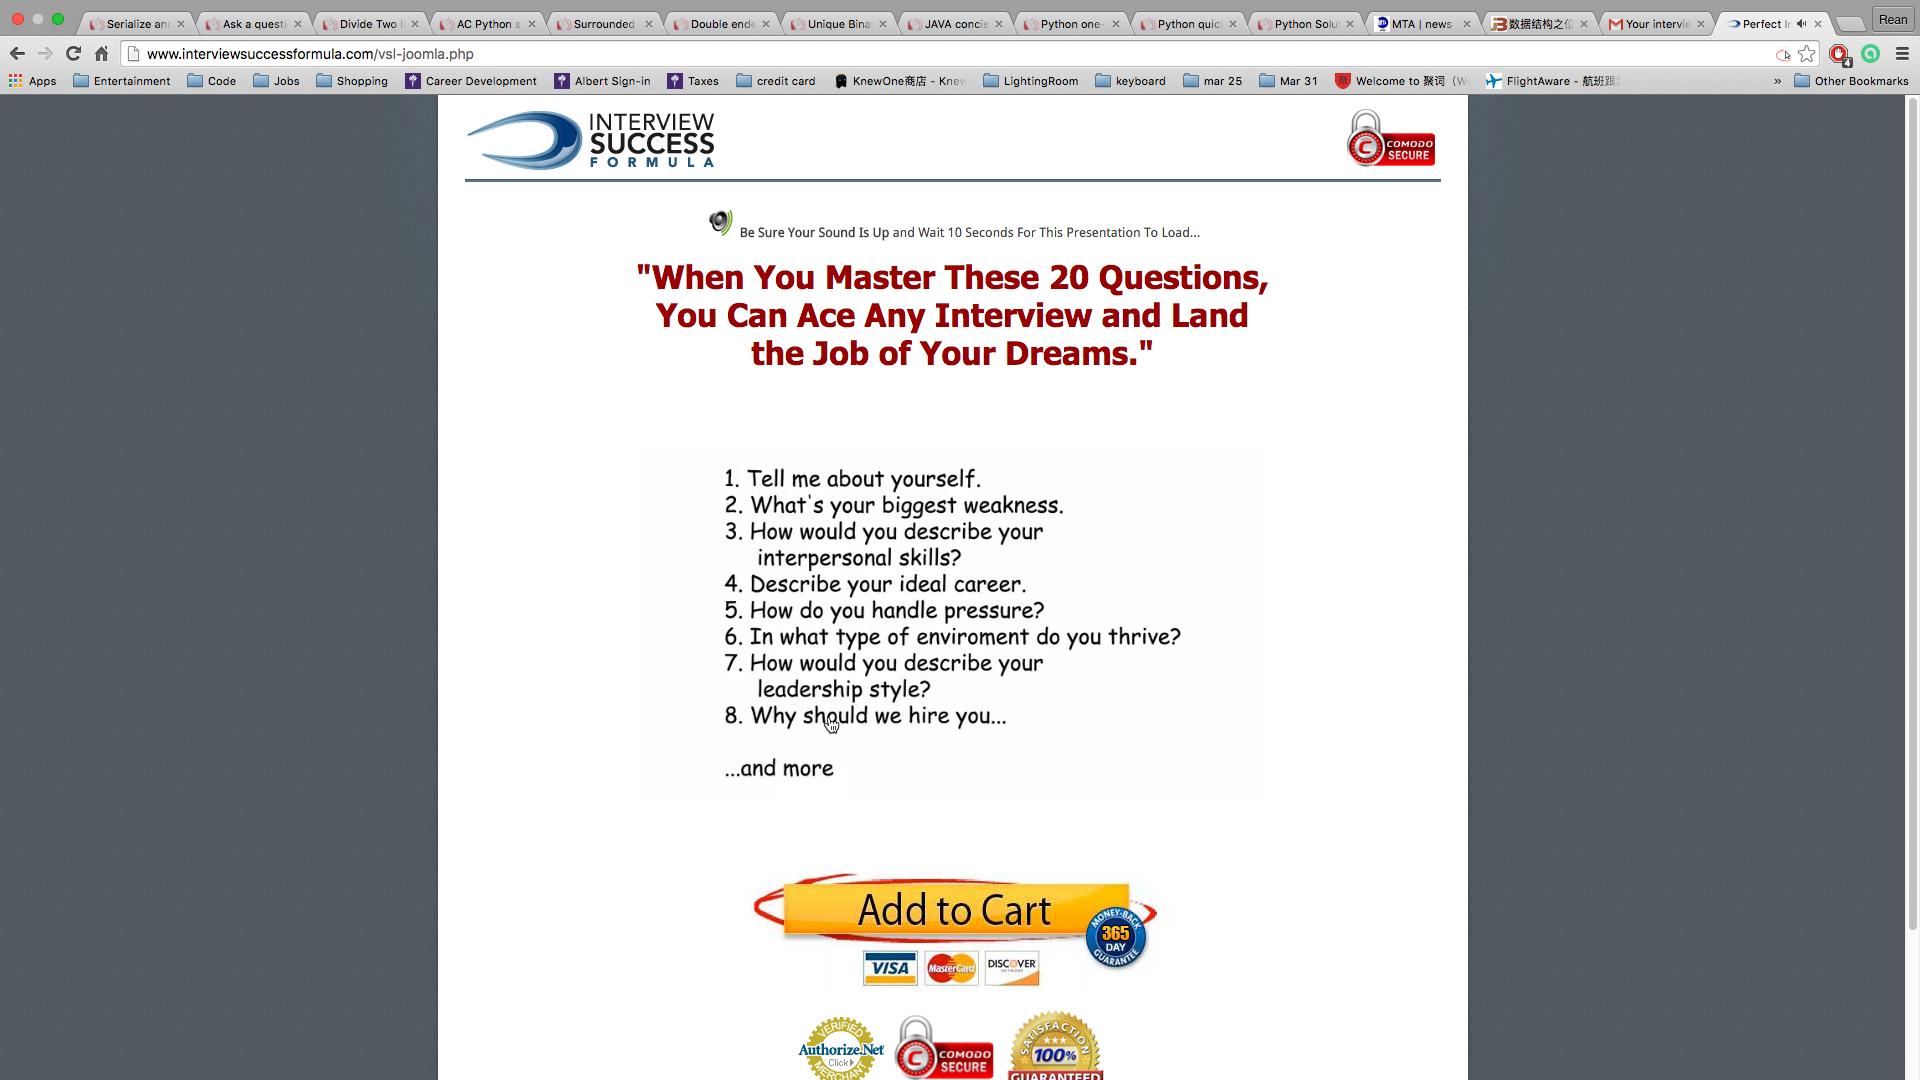 Serialize an
Ask a questi
Divide Two I
AC Python s
Surrounded
Double ende
Unique Binar
JAVA concis
Python one-
Python quic
Python Solu
MTA | news
数据结构之位
Your intervie
Perfect In
Rean
www.interviewsuccessformula.com/vsl-joomla.php
4
Apps
Entertainment
Code
Jobs
Shopping
Career Development
Albert Sign-in
Taxes
credit card
KnewOne商店 - Knew
LightingRoom
keyboard
mar 25
Mar 31
Welcome to 聚词 (W
FlightAware - 航班跟
»
Other Bookmarks
INTERVIEW
SUCCESS
FORMULA
C COMODO
SECURE
Be Sure Your Sound Is Up and Wait 10 Seconds For This Presentation To Load...
"When You Master These 20 Questions,
You Can Ace Any Interview and Land
the Job of Your Dreams."
1. Tell me about yourself.
2. What's your biggest weakness.
3. How would you describe your
interpersonal skills?
4. Describe your ideal career.
5. How do you handle pressure?
6. In what type of enviroment do you thrive?
7. How would you describe your
leadership style?
8. Why should we hire you...
...and more
Add to Cart
MONEY-BACK
365
DAY
GUARANTEE
VISA
MasterCard
DISCOVER
NETWORK
VERIFIED
Authorize.Net
Click
MERCHANT
C COMODO
SECURE
SATISFACTION
100%
GUARANTEED